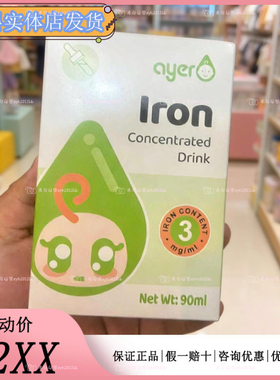 港实体店发货
ayer
Iron
Concentrated
Drink
IRON CONTENT
3
mg/ml
Net Wt: 90ml
动价
2XX
保证正品|假一赔十|咨询优惠|优